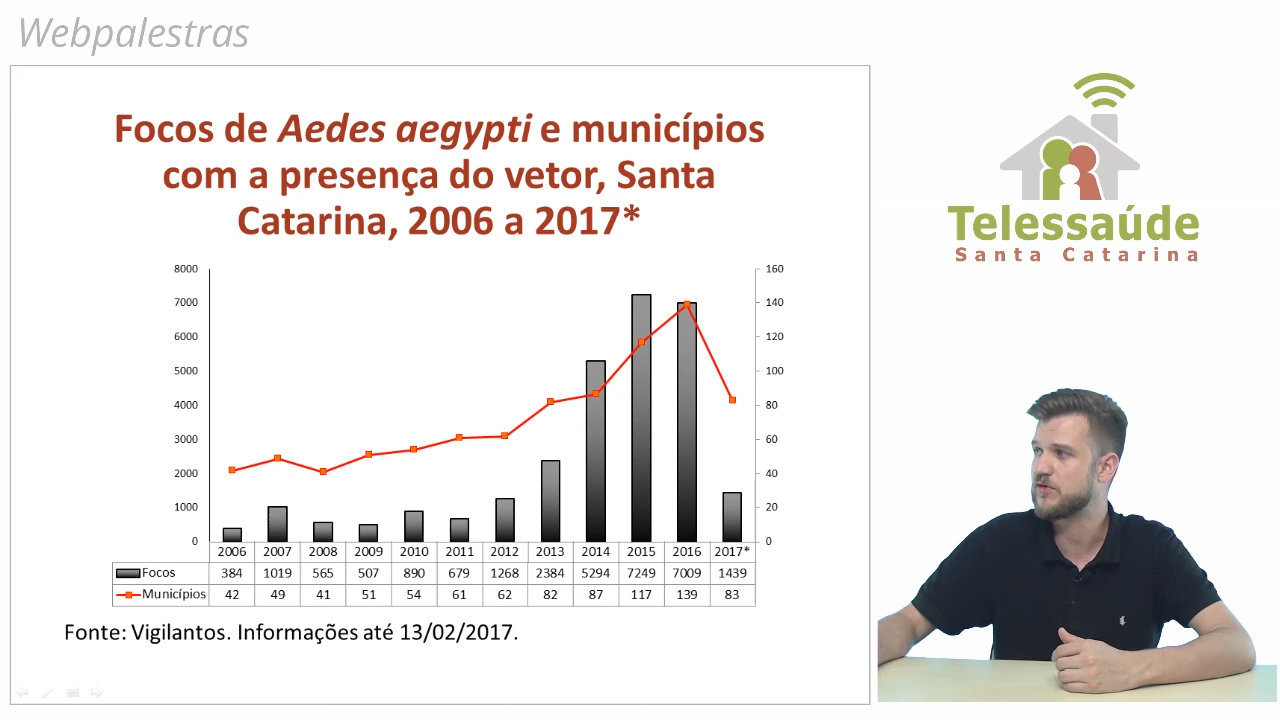 Webpalestras
Focos de Aedes aegypti e municípios
com a presença do vetor, Santa
Catarina, 2006 a 2017*
8000 160
7000 140
6000 120
5000 100
4000 80
3000 60
2000 40
1000 20
0 0
2006 2007 2008 2009 2010 2011 2012 2013 2014 2015 2016 2017*
Focos 384 1019 565 507 890 679 1268 2384 5294 7249 7009 1439
Municípios 42 49 41 51 54 61 62 82 87 117 139 83
Fonte: Vigilantos. Informações até 13/02/2017.
Telessaúde
Santa Catarina